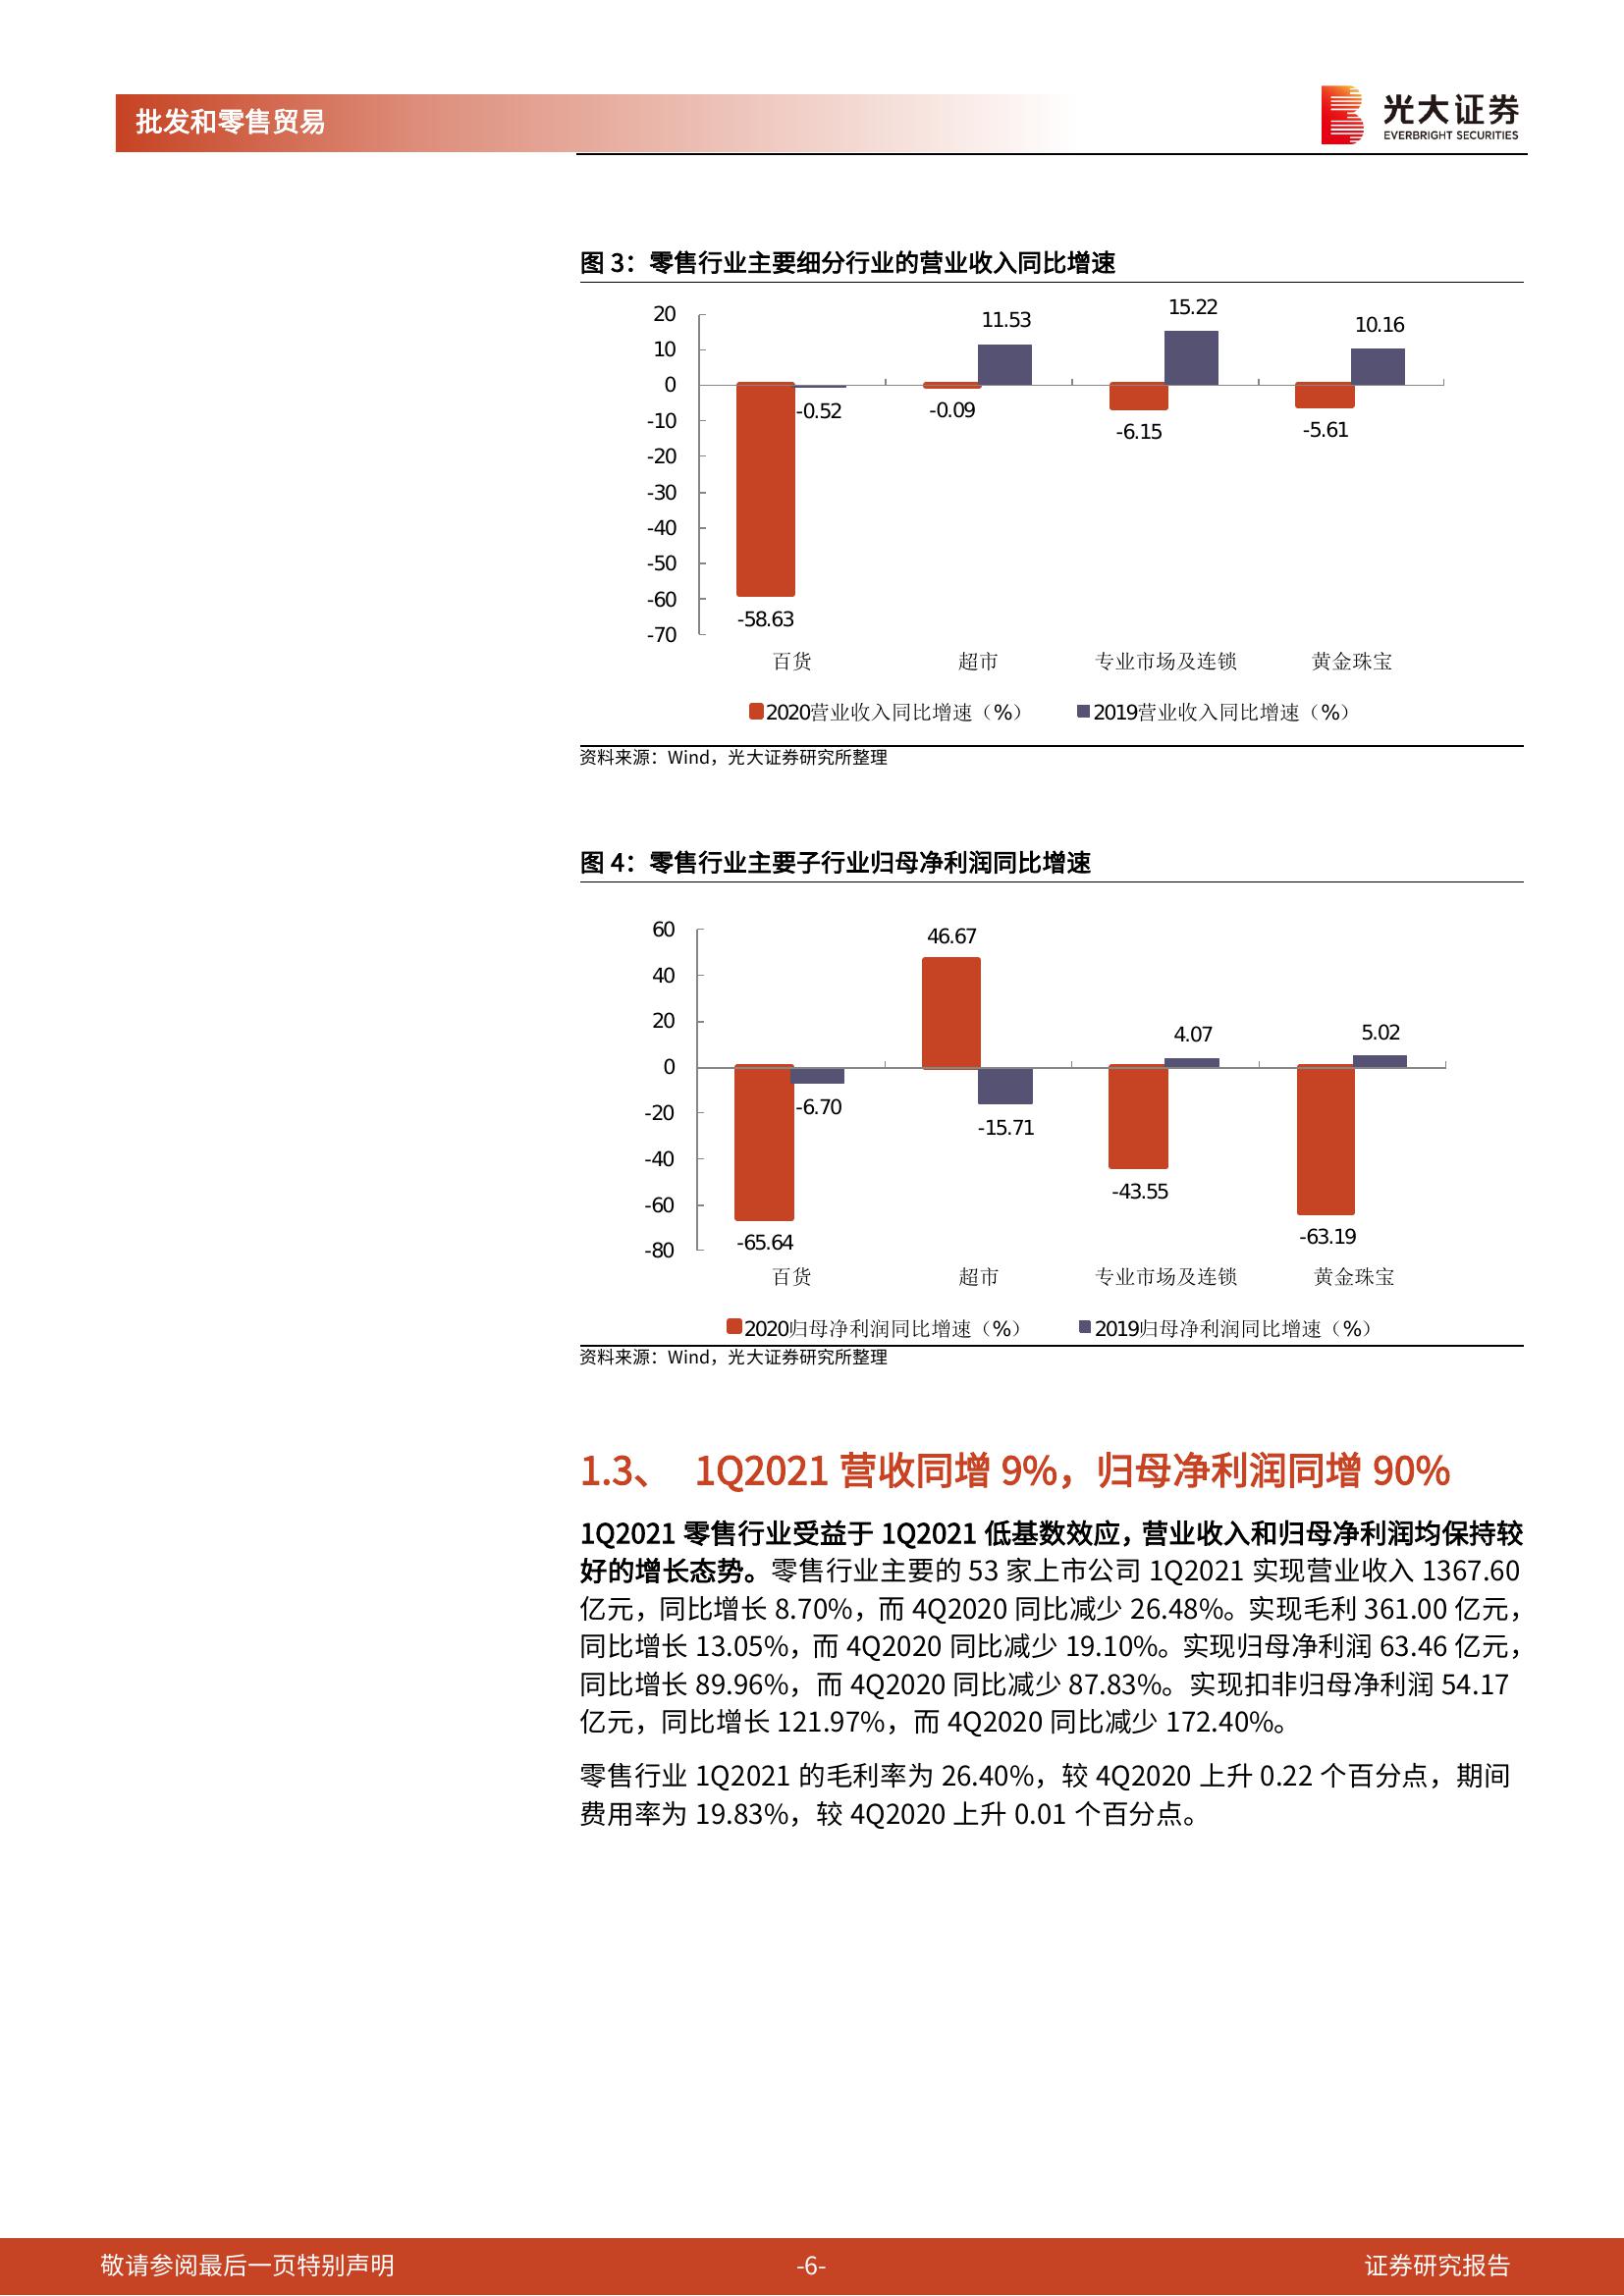 批发和零售贸易
光大证券
EVERBRIGHT SECURITIES
图 3：零售行业主要细分行业的营业收入同比增速
20
10
0
-10
-20
-30
-40
-50
-60
-70
-58.63
-0.52
-0.09
11.53
-6.15
15.22
-5.61
10.16
百货 超市 专业市场及连锁 黄金珠宝
2020营业收入同比增速（%） 2019营业收入同比增速（%）
资料来源：Wind，光大证券研究所整理
图 4：零售行业主要子行业归母净利润同比增速
60
40
20
0
-20
-40
-60
-80
-65.64
-6.70
46.67
-15.71
-43.55
4.07
-63.19
5.02
百货 超市 专业市场及连锁 黄金珠宝
2020归母净利润同比增速（%） 2019归母净利润同比增速（%）
资料来源：Wind，光大证券研究所整理
1.3、 1Q2021 营收同增 9%，归母净利润同增 90%
1Q2021 零售行业受益于 1Q2021 低基数效应，营业收入和归母净利润均保持较
好的增长态势。零售行业主要的 53 家上市公司 1Q2021 实现营业收入 1367.60
亿元，同比增长 8.70%，而 4Q2020 同比减少 26.48%。实现毛利 361.00 亿元，
同比增长 13.05%，而 4Q2020 同比减少 19.10%。实现归母净利润 63.46 亿元，
同比增长 89.96%，而 4Q2020 同比减少 87.83%。实现扣非归母净利润 54.17
亿元，同比增长 121.97%，而 4Q2020 同比减少 172.40%。
零售行业 1Q2021 的毛利率为 26.40%，较 4Q2020 上升 0.22 个百分点，期间
费用率为 19.83%，较 4Q2020 上升 0.01 个百分点。
敬请参阅最后一页特别声明 -6- 证券研究报告